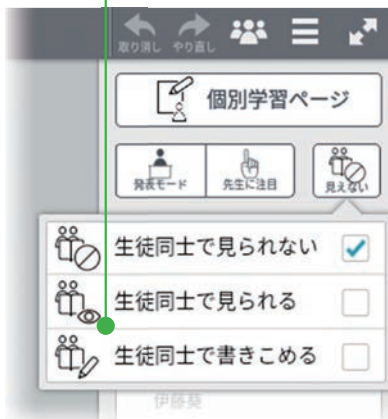 取り消し やり直し
個別学習ページ
発表モード 先生に注目 見えない
生徒同士で見られない
生徒同士で見られる
生徒同士で書きこめる
伊藤葵